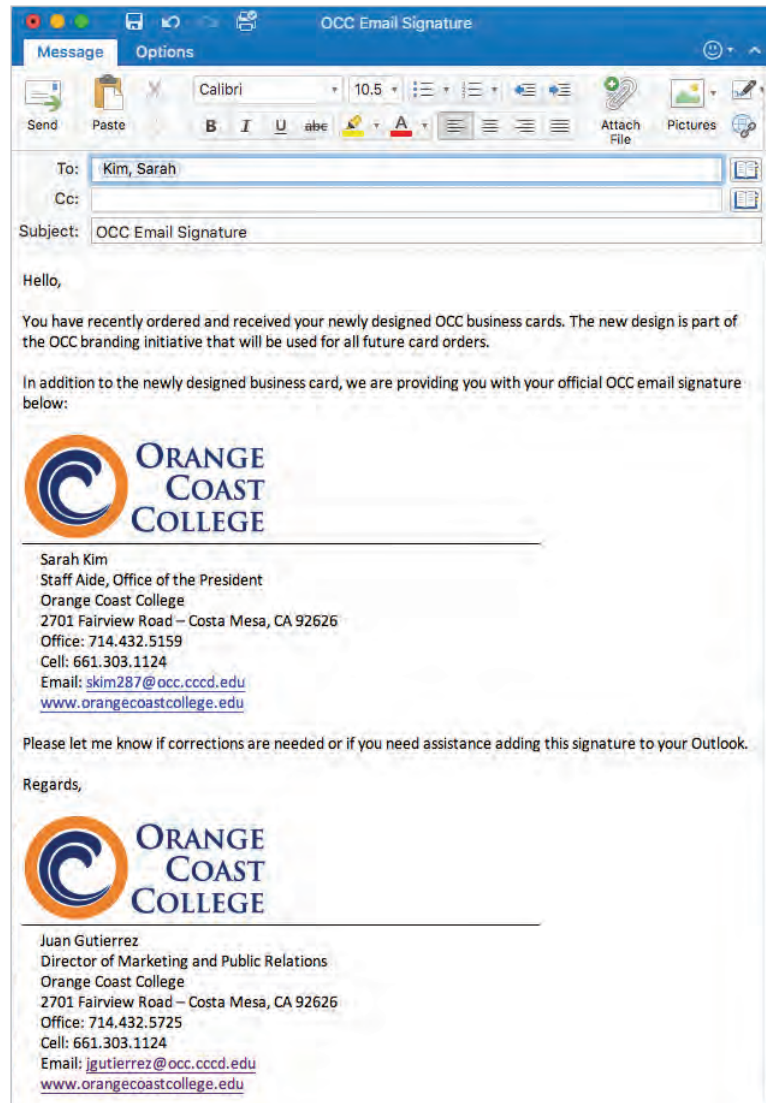 OCC Email Signature
Message Options
Calibri 10.5
Send Paste B I U abe A Attach File Pictures
To: Kim, Sarah
Cc:
Subject: OCC Email Signature
Hello,
You have recently ordered and received your newly designed OCC business cards. The new design is part of
the OCC branding initiative that will be used for all future card orders.
In addition to the newly designed business card, we are providing you with your official OCC email signature
below:
ORANGE
COAST
COLLEGE
Sarah Kim
Staff Aide, Office of the President
Orange Coast College
2701 Fairview Road – Costa Mesa, CA 92626
Office: 714.432.5159
Cell: 661.303.1124
Email: skim287@occ.cccd.edu
www.orangecoastcollege.edu
Please let me know if corrections are needed or if you need assistance adding this signature to your Outlook.
Regards,
ORANGE
COAST
COLLEGE
Juan Gutierrez
Director of Marketing and Public Relations
Orange Coast College
2701 Fairview Road – Costa Mesa, CA 92626
Office: 714.432.5725
Cell: 661.303.1124
Email: jgutierrez@occ.cccd.edu
www.orangecoastcollege.edu